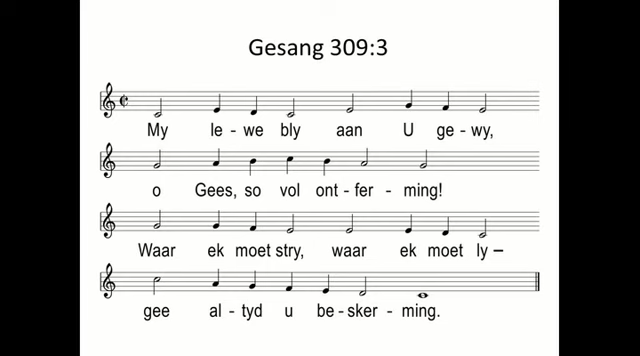 Gesang 309:3
My le-we bly aan U ge-wy,
o Gees, so vol ont-fer-ming!
Waar ek moet stry, waar ek moet ly –
gee al-tyd u be-sker-ming.